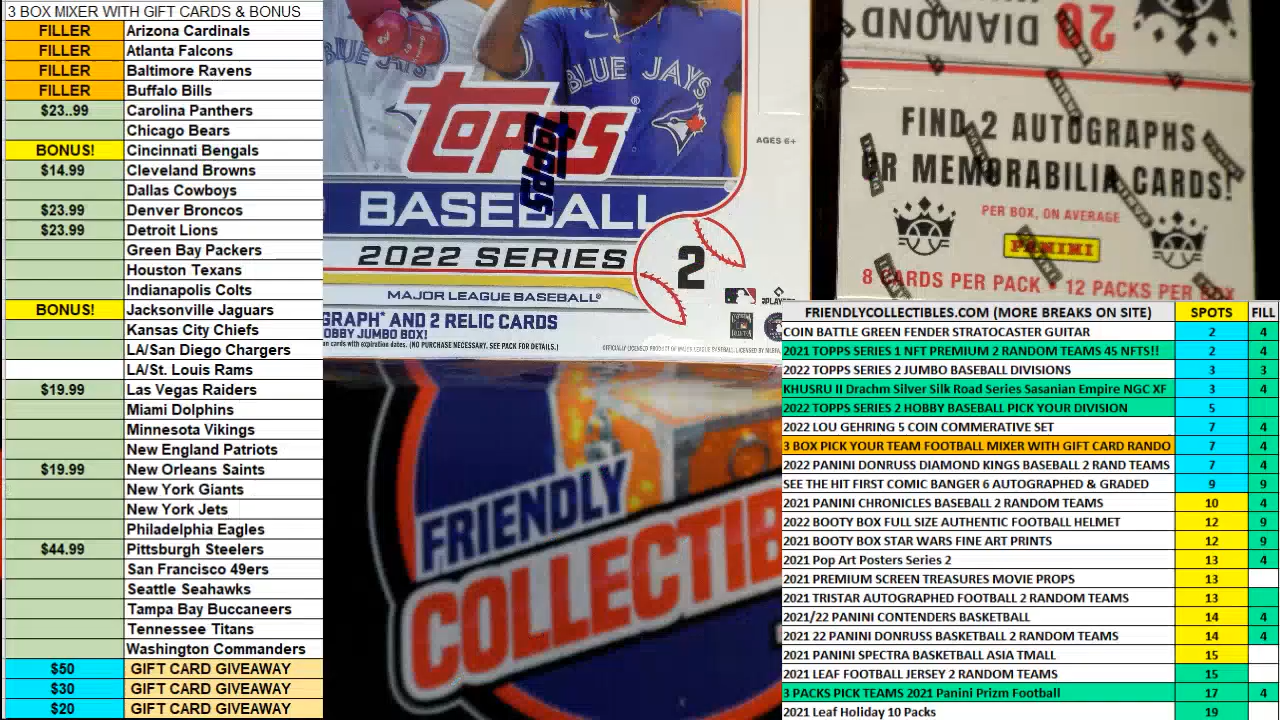 3 BOX MIXER WITH GIFT CARDS & BONUS
FILLER Arizona Cardinals
FILLER Atlanta Falcons
FILLER Baltimore Ravens
FILLER Buffalo Bills
$23..99 Carolina Panthers
Chicago Bears
BONUS! Cincinnati Bengals
$14.99 Cleveland Browns
Dallas Cowboys
$23.99 Denver Broncos
$23.99 Detroit Lions
Green Bay Packers
Houston Texans
Indianapolis Colts
BONUS! Jacksonville Jaguars
Kansas City Chiefs
LA/San Diego Chargers
LA/St. Louis Rams
$19.99 Las Vegas Raiders
Miami Dolphins
Minnesota Vikings
New England Patriots
$19.99 New Orleans Saints
New York Giants
New York Jets
Philadelphia Eagles
$44.99 Pittsburgh Steelers
San Francisco 49ers
Seattle Seahawks
Tampa Bay Buccaneers
Tennessee Titans
Washington Commanders
$50 GIFT CARD GIVEAWAY
$30 GIFT CARD GIVEAWAY
$20 GIFT CARD GIVEAWAY
BLUE JAYS
BLUE JAYS
topps
topps
AGES 6+
BASEBALL
2022 SERIES 2
MAJOR LEAGUE BASEBALL
GRAPH* AND 2 RELIC CARDS
OBBY JUMBO BOX!
(NO PURCHASE NECESSARY. SEE PACK FOR DETAILS.)
FRIENDLY
COLLECTIB
20
DIAMOND
FIND 2 AUTOGRAPHS
OR MEMORABILIA CARDS!
PER BOX, ON AVERAGE
PANINI
8 CARDS PER PACK • 12 PACKS PER BOX
FRIENDLYCOLLECTIBLES.COM (MORE BREAKS ON SITE) SPOTS FILL
COIN BATTLE GREEN FENDER STRATOCASTER GUITAR 2 4
2021 TOPPS SERIES 1 NFT PREMIUM 2 RANDOM TEAMS 45 NFTS!! 2 4
2022 TOPPS SERIES 2 JUMBO BASEBALL DIVISIONS 3 3
KHUSRU II Drachm Silver Silk Road Series Sasanian Empire NGC XF 3 4
2022 TOPPS SERIES 2 HOBBY BASEBALL PICK YOUR DIVISION 5
2022 LOU GEHRING 5 COIN COMMERATIVE SET 7 4
3 BOX PICK YOUR TEAM FOOTBALL MIXER WITH GIFT CARD RANDO 7 4
2022 PANINI DONRUSS DIAMOND KINGS BASEBALL 2 RAND TEAMS 7 4
SEE THE HIT FIRST COMIC BANGER 6 AUTOGRAPHED & GRADED 9 9
2021 PANINI CHRONICLES BASEBALL 2 RANDOM TEAMS 10 4
2022 BOOTY BOX FULL SIZE AUTHENTIC FOOTBALL HELMET 12 9
2021 BOOTY BOX STAR WARS FINE ART PRINTS 12 9
2021 Pop Art Posters Series 2 13 4
2021 PREMIUM SCREEN TREASURES MOVIE PROPS 13
2021 TRISTAR AUTOGRAPHED FOOTBALL 2 RANDOM TEAMS 13
2021/22 PANINI CONTENDERS BASKETBALL 14 4
2021 22 PANINI DONRUSS BASKETBALL 2 RANDOM TEAMS 14 4
2021 PANINI SPECTRA BASKETBALL ASIA TMALL 15
2021 LEAF FOOTBALL JERSEY 2 RANDOM TEAMS 15
3 PACKS PICK TEAMS 2021 Panini Prizm Football 17 4
2021 Leaf Holiday 10 Packs 19